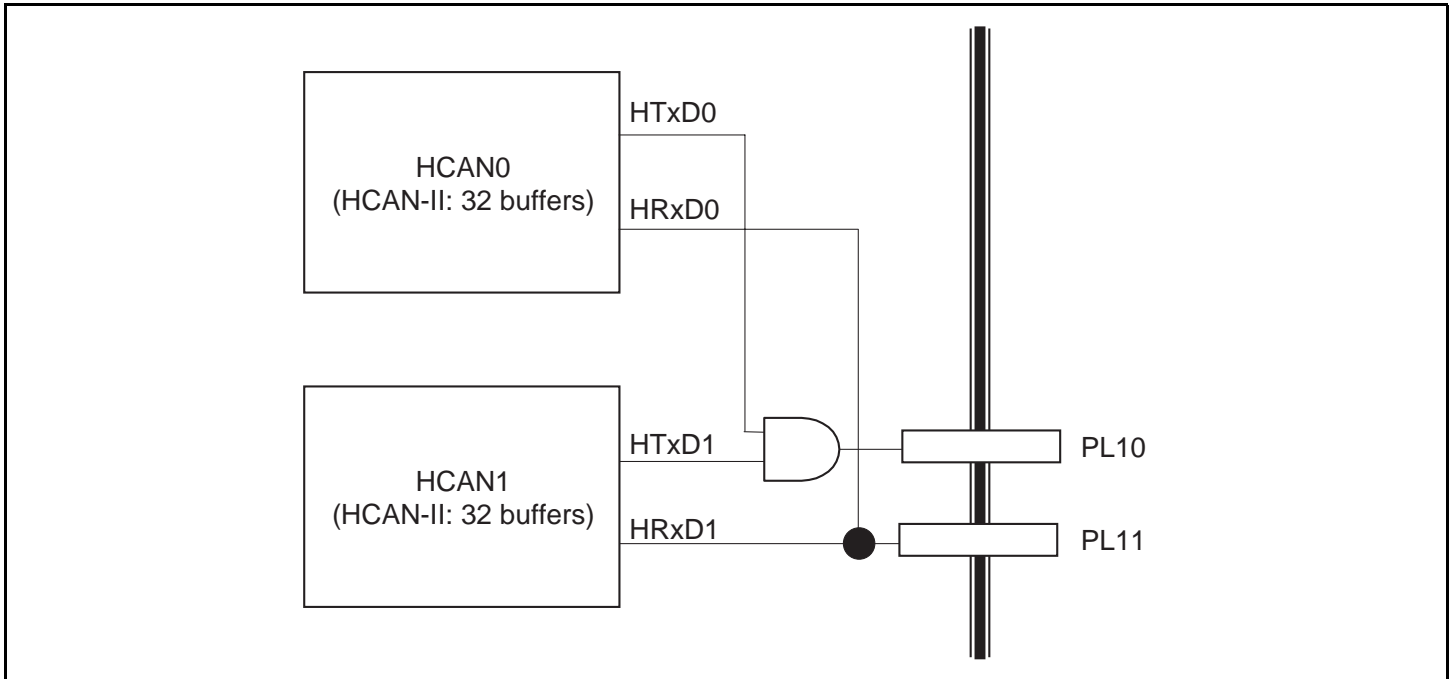 HTxD0
HCAN0
(HCAN-II: 32 buffers)
HRxD0
HTxD1
PL10
HCAN1
(HCAN-II: 32 buffers)
HRxD1
PL11